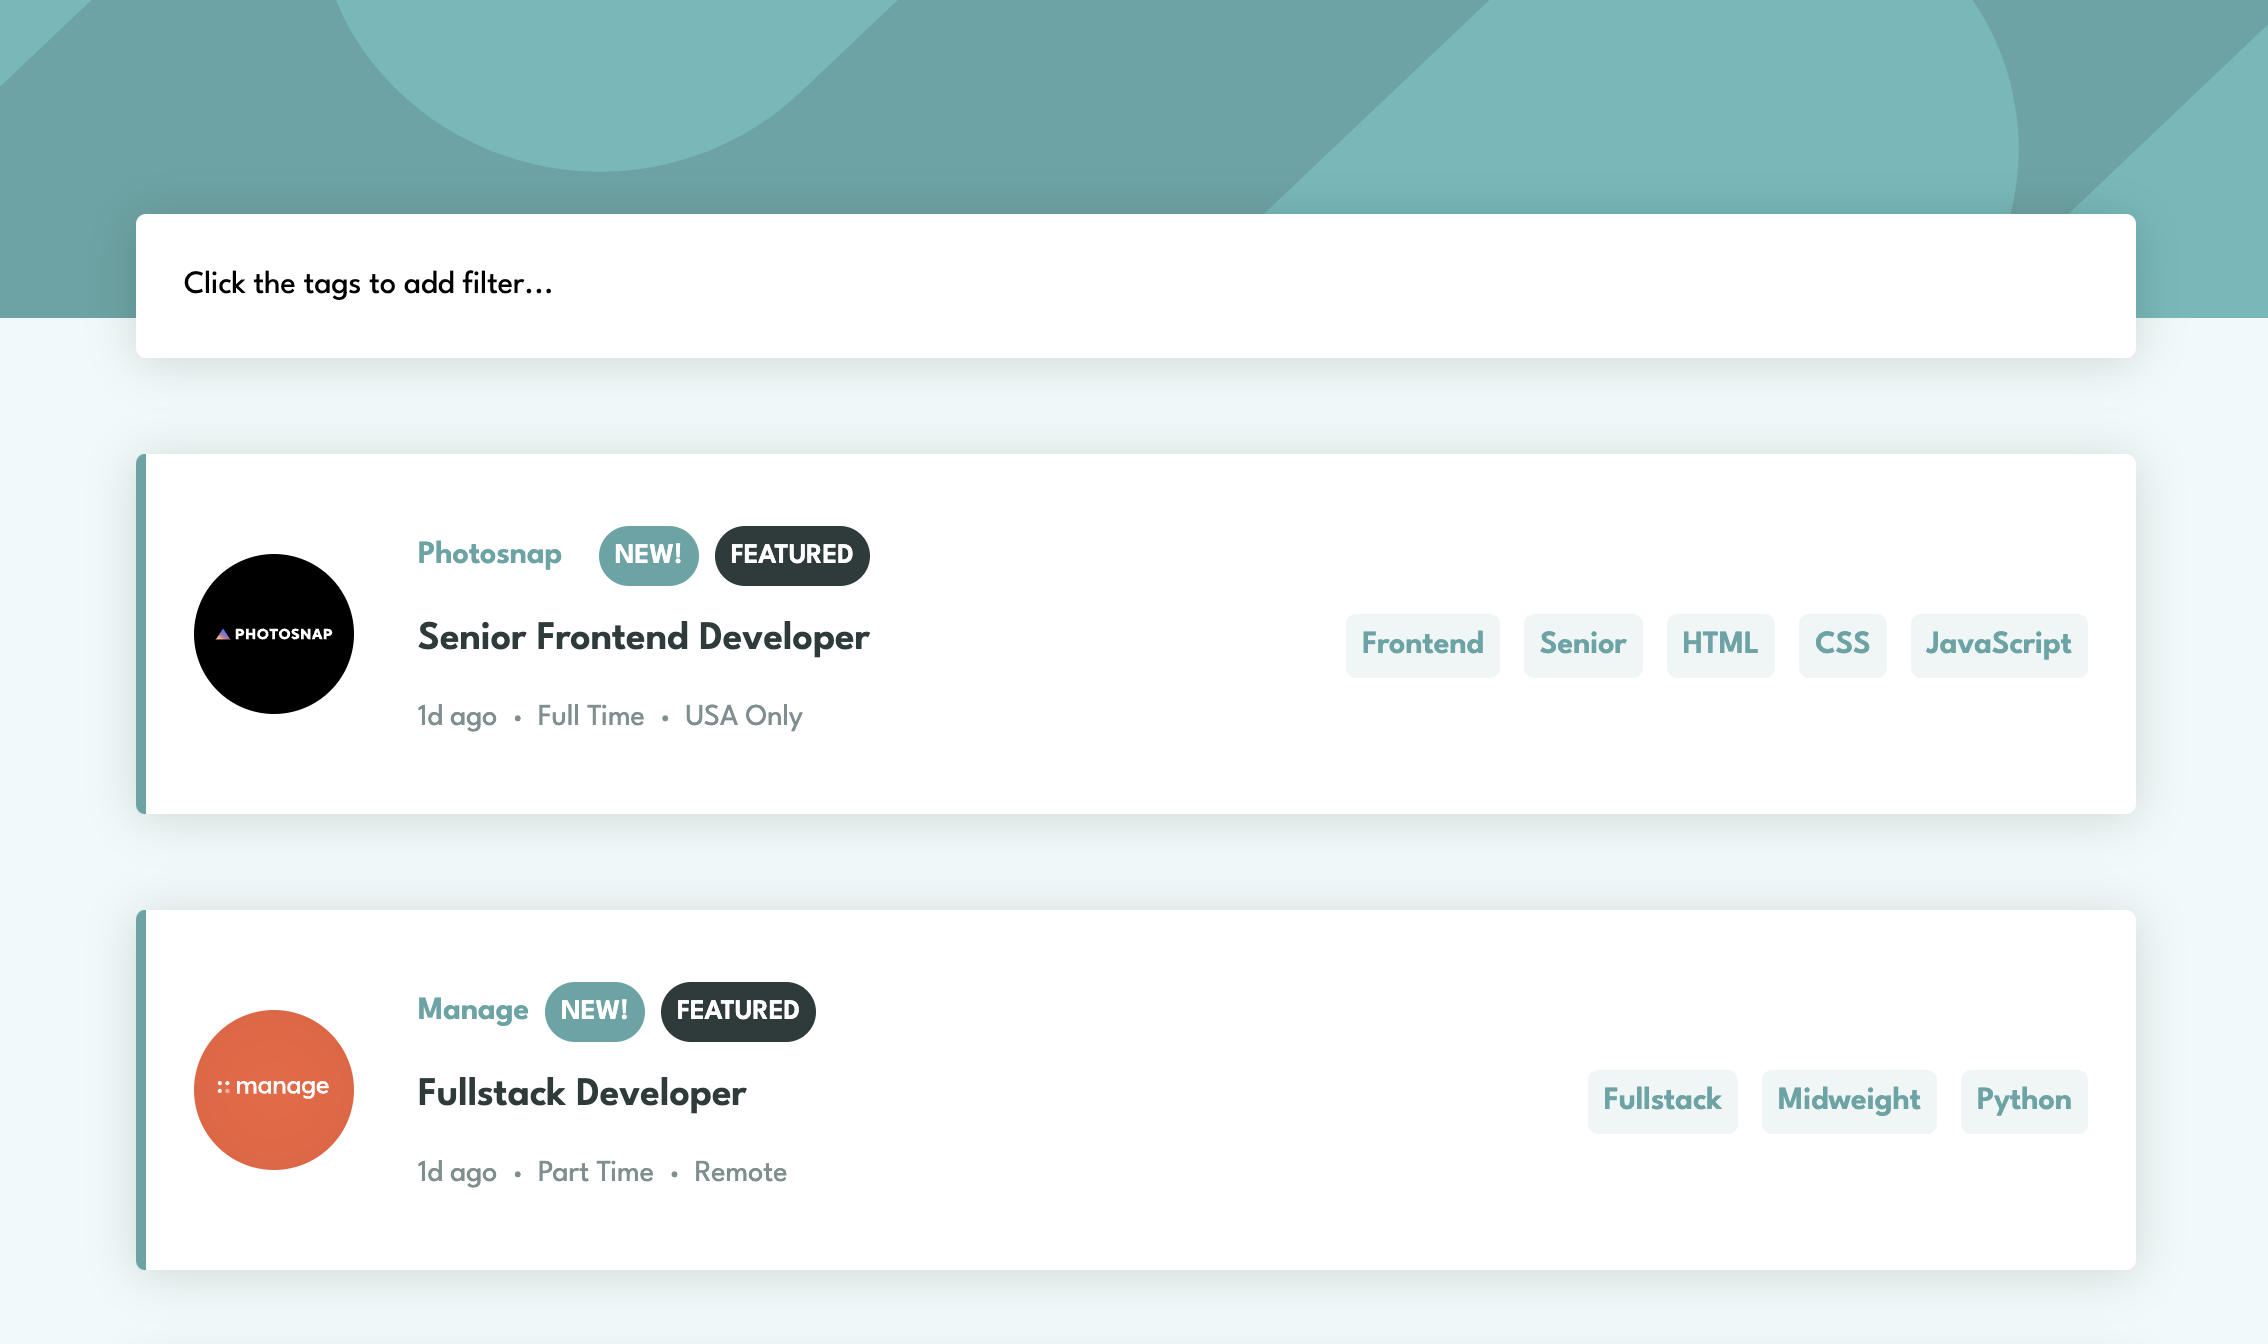 Click the tags to add filter...
Photosnap NEW! FEATURED
PHOTOSNAP
Senior Frontend Developer
Frontend Senior HTML CSS JavaScript
1d ago • Full Time • USA Only
Manage NEW! FEATURED
manage
Fullstack Developer
Fullstack Midweight Python
1d ago • Part Time • Remote